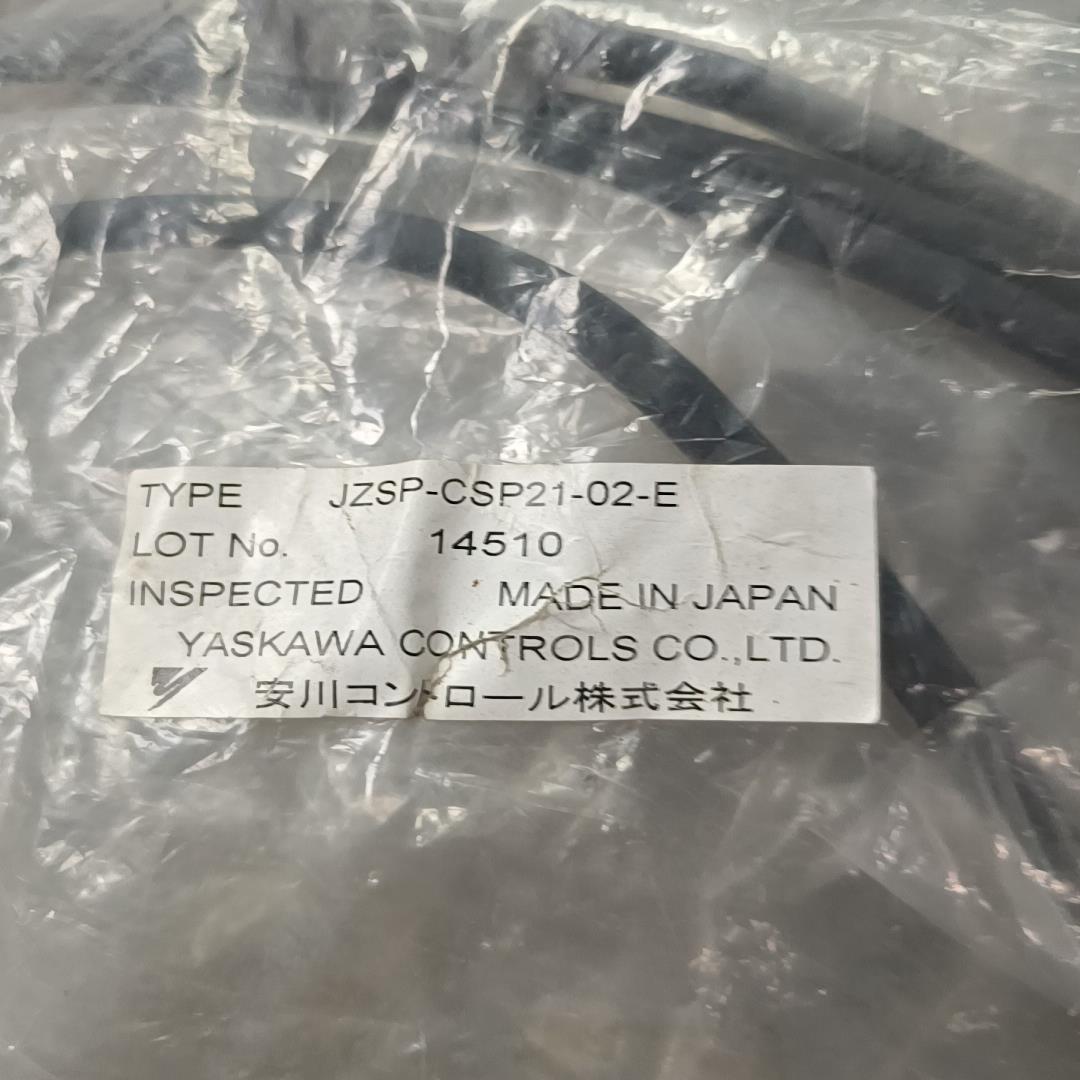 TYPE JZSP-CSP21-02-E
LOT No. 14510
INSPECTED MADE IN JAPAN
YASKAWA CONTROLS CO.,LTD.
安川コントロール株式会社